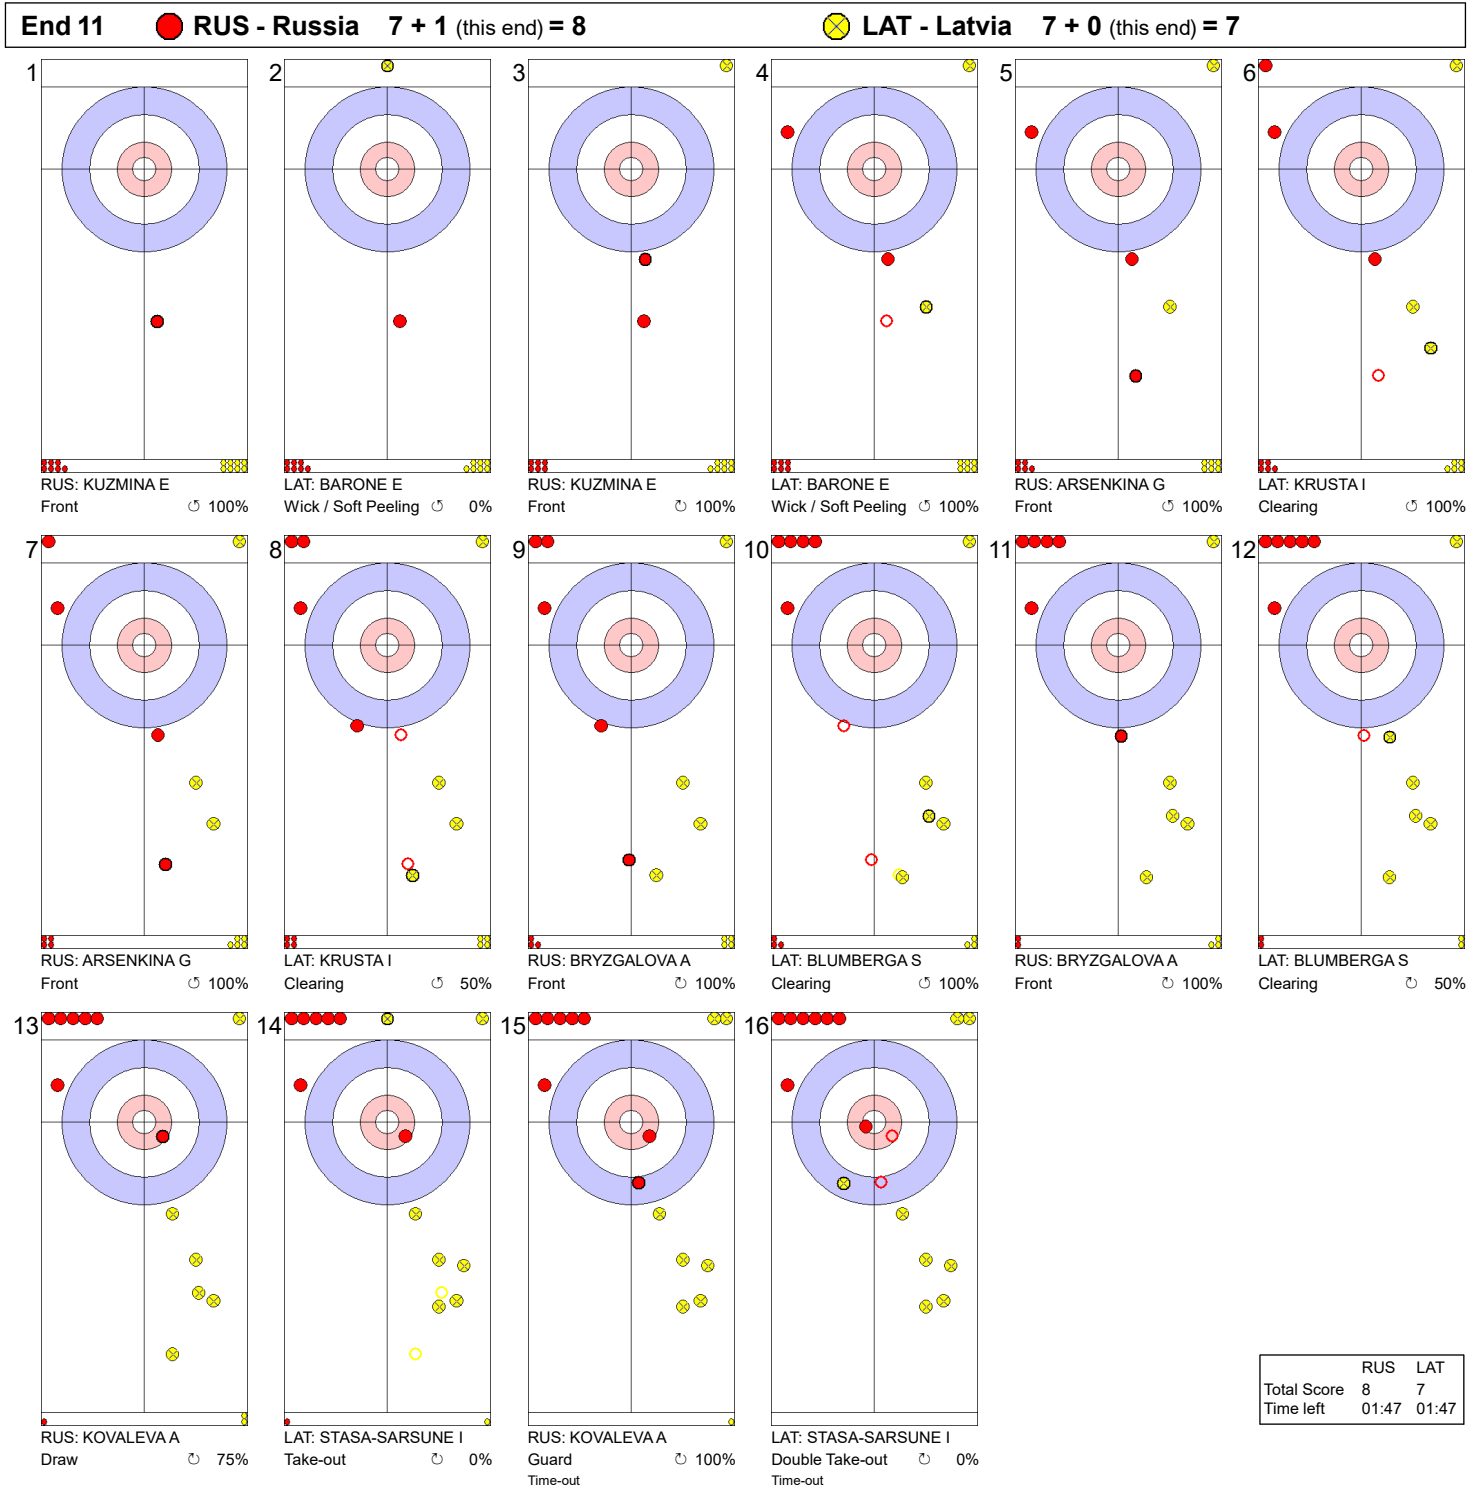 End 11 RUS - Russia 7 + 1 (this end) = 8 LAT - Latvia 7 + 0 (this end) = 7
1 2 3 4 5 6
RUS: KUZMINA E LAT: BARONE E RUS: KUZMINA E LAT: BARONE E RUS: ARSENKINA G LAT: KRUSTA I
Front ↺ 100% Wick / Soft Peeling ↺ 0% Front ↻ 100% Wick / Soft Peeling ↻ 100% Front ↻ 100% Clearing ↻ 100%
7 8 9 10 11 12
RUS: ARSENKINA G LAT: KRUSTA I RUS: BRYZGALOVA A LAT: BLUMBERGA S RUS: BRYZGALOVA A LAT: BLUMBERGA S
Front ↺ 100% Clearing ↻ 50% Front ↻ 100% Clearing ↻ 100% Front ↻ 100% Clearing ↻ 50%
13 14 15 16
RUS: KOVALEVA A LAT: STASA-SARSUNE I RUS: KOVALEVA A LAT: STASA-SARSUNE I
Draw ↻ 75% Take-out ↻ 0% Guard ↻ 100% Double Take-out ↻ 0%
Time-out Time-out
RUS LAT
Total Score 8 7
Time left 01:47 01:47